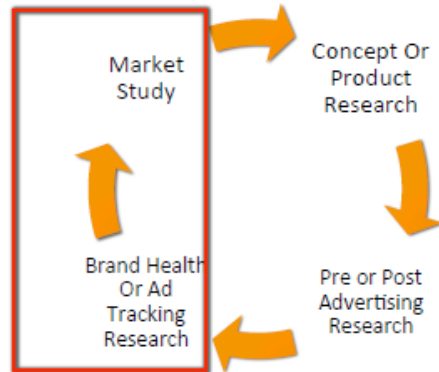 Market
Study
Concept Or
Product
Research
Pre or Post
Advertising
Research
Brand Health
Or Ad
Tracking
Research